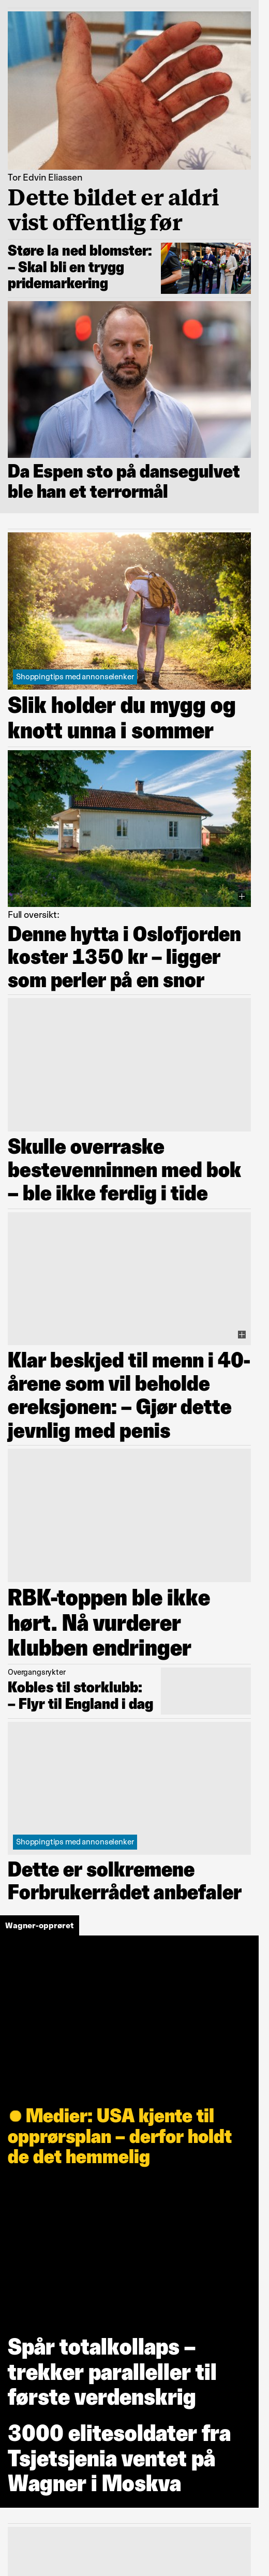 Tor Edvin Eliassen
Dette bildet er aldri
vist offentlig før
Støre la ned blomster:
– Skal bli en trygg
pridemarkering
Da Espen sto på dansegulvet
ble han et terrormål
Shoppingtips med annonselenker
Slik holder du mygg og
knott unna i sommer
Full oversikt:
Denne hytta i Oslofjorden
koster 1350 kr – ligger
som perler på en snor
Skulle overraske
bestevenninnen med bok
– ble ikke ferdig i tide
Klar beskjed til menn i 40-
årene som vil beholde
ereksjonen: – Gjør dette
jevnlig med penis
RBK-toppen ble ikke
hørt. Nå vurderer
klubben endringer
Overgangsrykter
Kobles til storklubb:
– Flyr til England i dag
Shoppingtips med annonselenker
Dette er solkremene
Forbrukerrådet anbefaler
Wagner-opprøret
Medier: USA kjente til
opprørsplan – derfor holdt
de det hemmelig
Spår totalkollaps –
trekker paralleller til
første verdenskrig
3000 elitesoldater fra
Tsjetsjenia ventet på
Wagner i Moskva